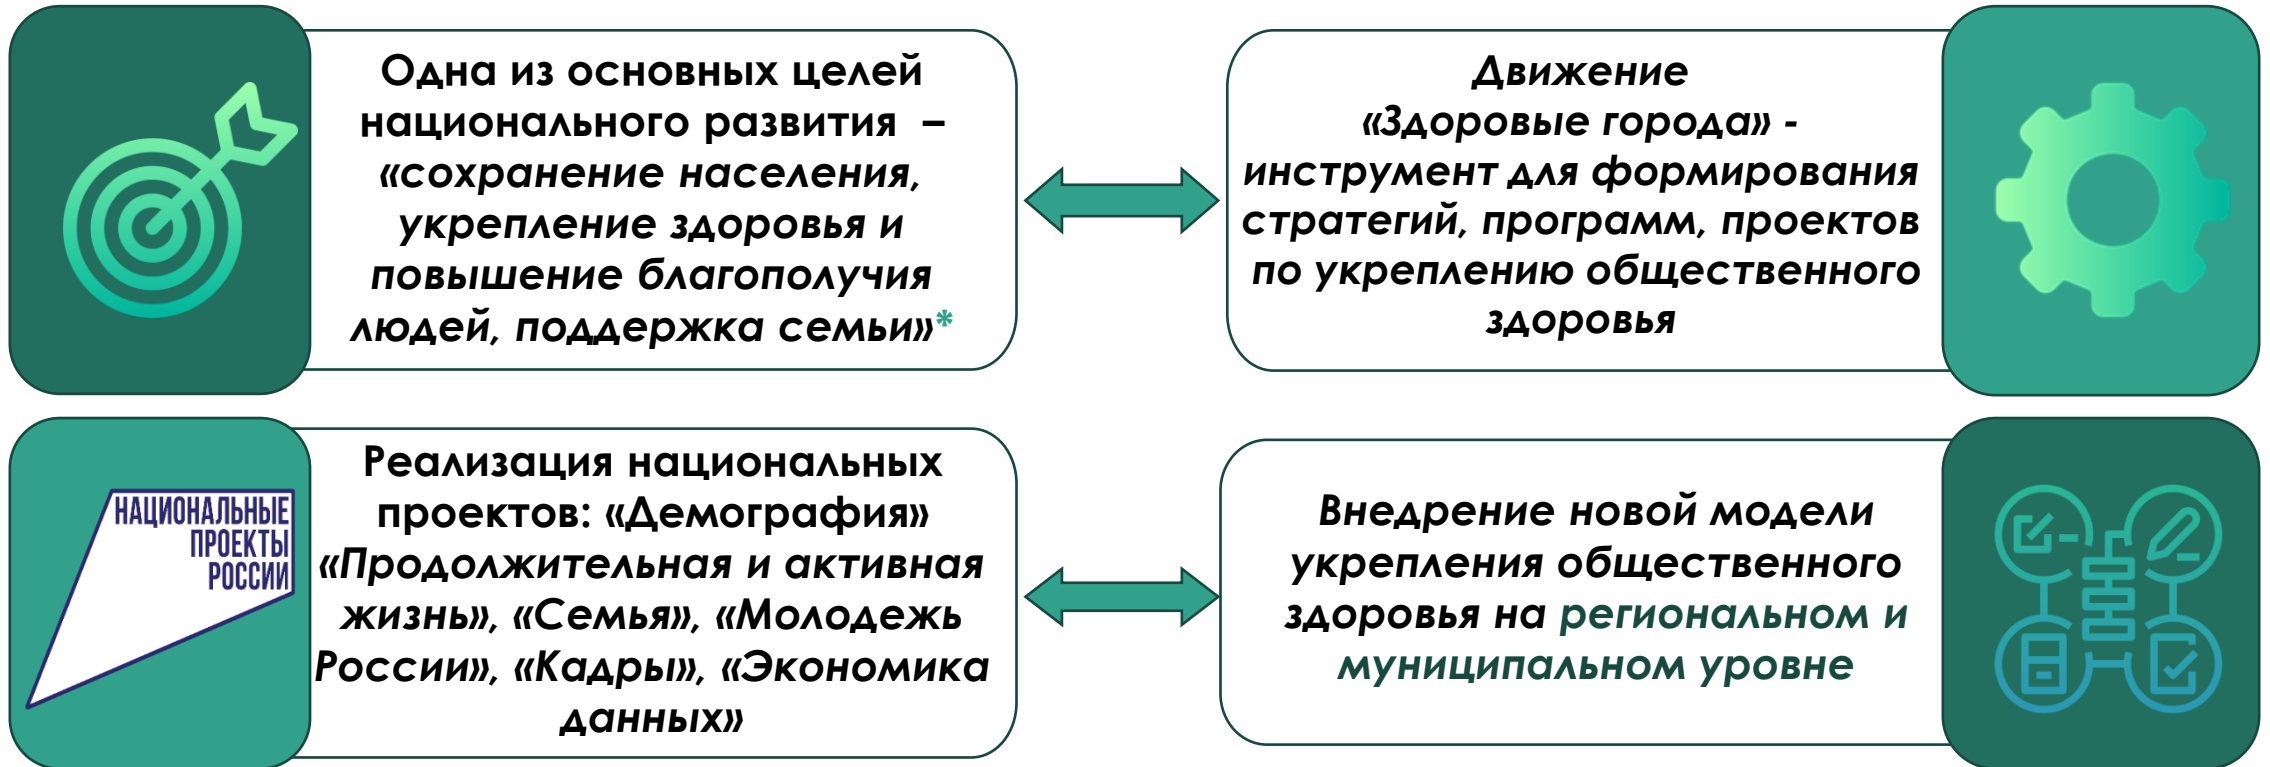 Одна из основных целей
национального развития –
«сохранение населения,
укрепление здоровья и
повышение благополучия
людей, поддержка семьи»*
Движение
«Здоровые города» -
инструмент для формирования
стратегий, программ, проектов
по укреплению общественного
здоровья
НАЦИОНАЛЬНЫЕ
ПРОЕКТЫ
РОССИИ
Реализация национальных
проектов: «Демография»
«Продолжительная и активная
жизнь», «Семья», «Молодежь
России», «Кадры», «Экономика
данных»
Внедрение новой модели
укрепления общественного
здоровья на региональном и
муниципальном уровне